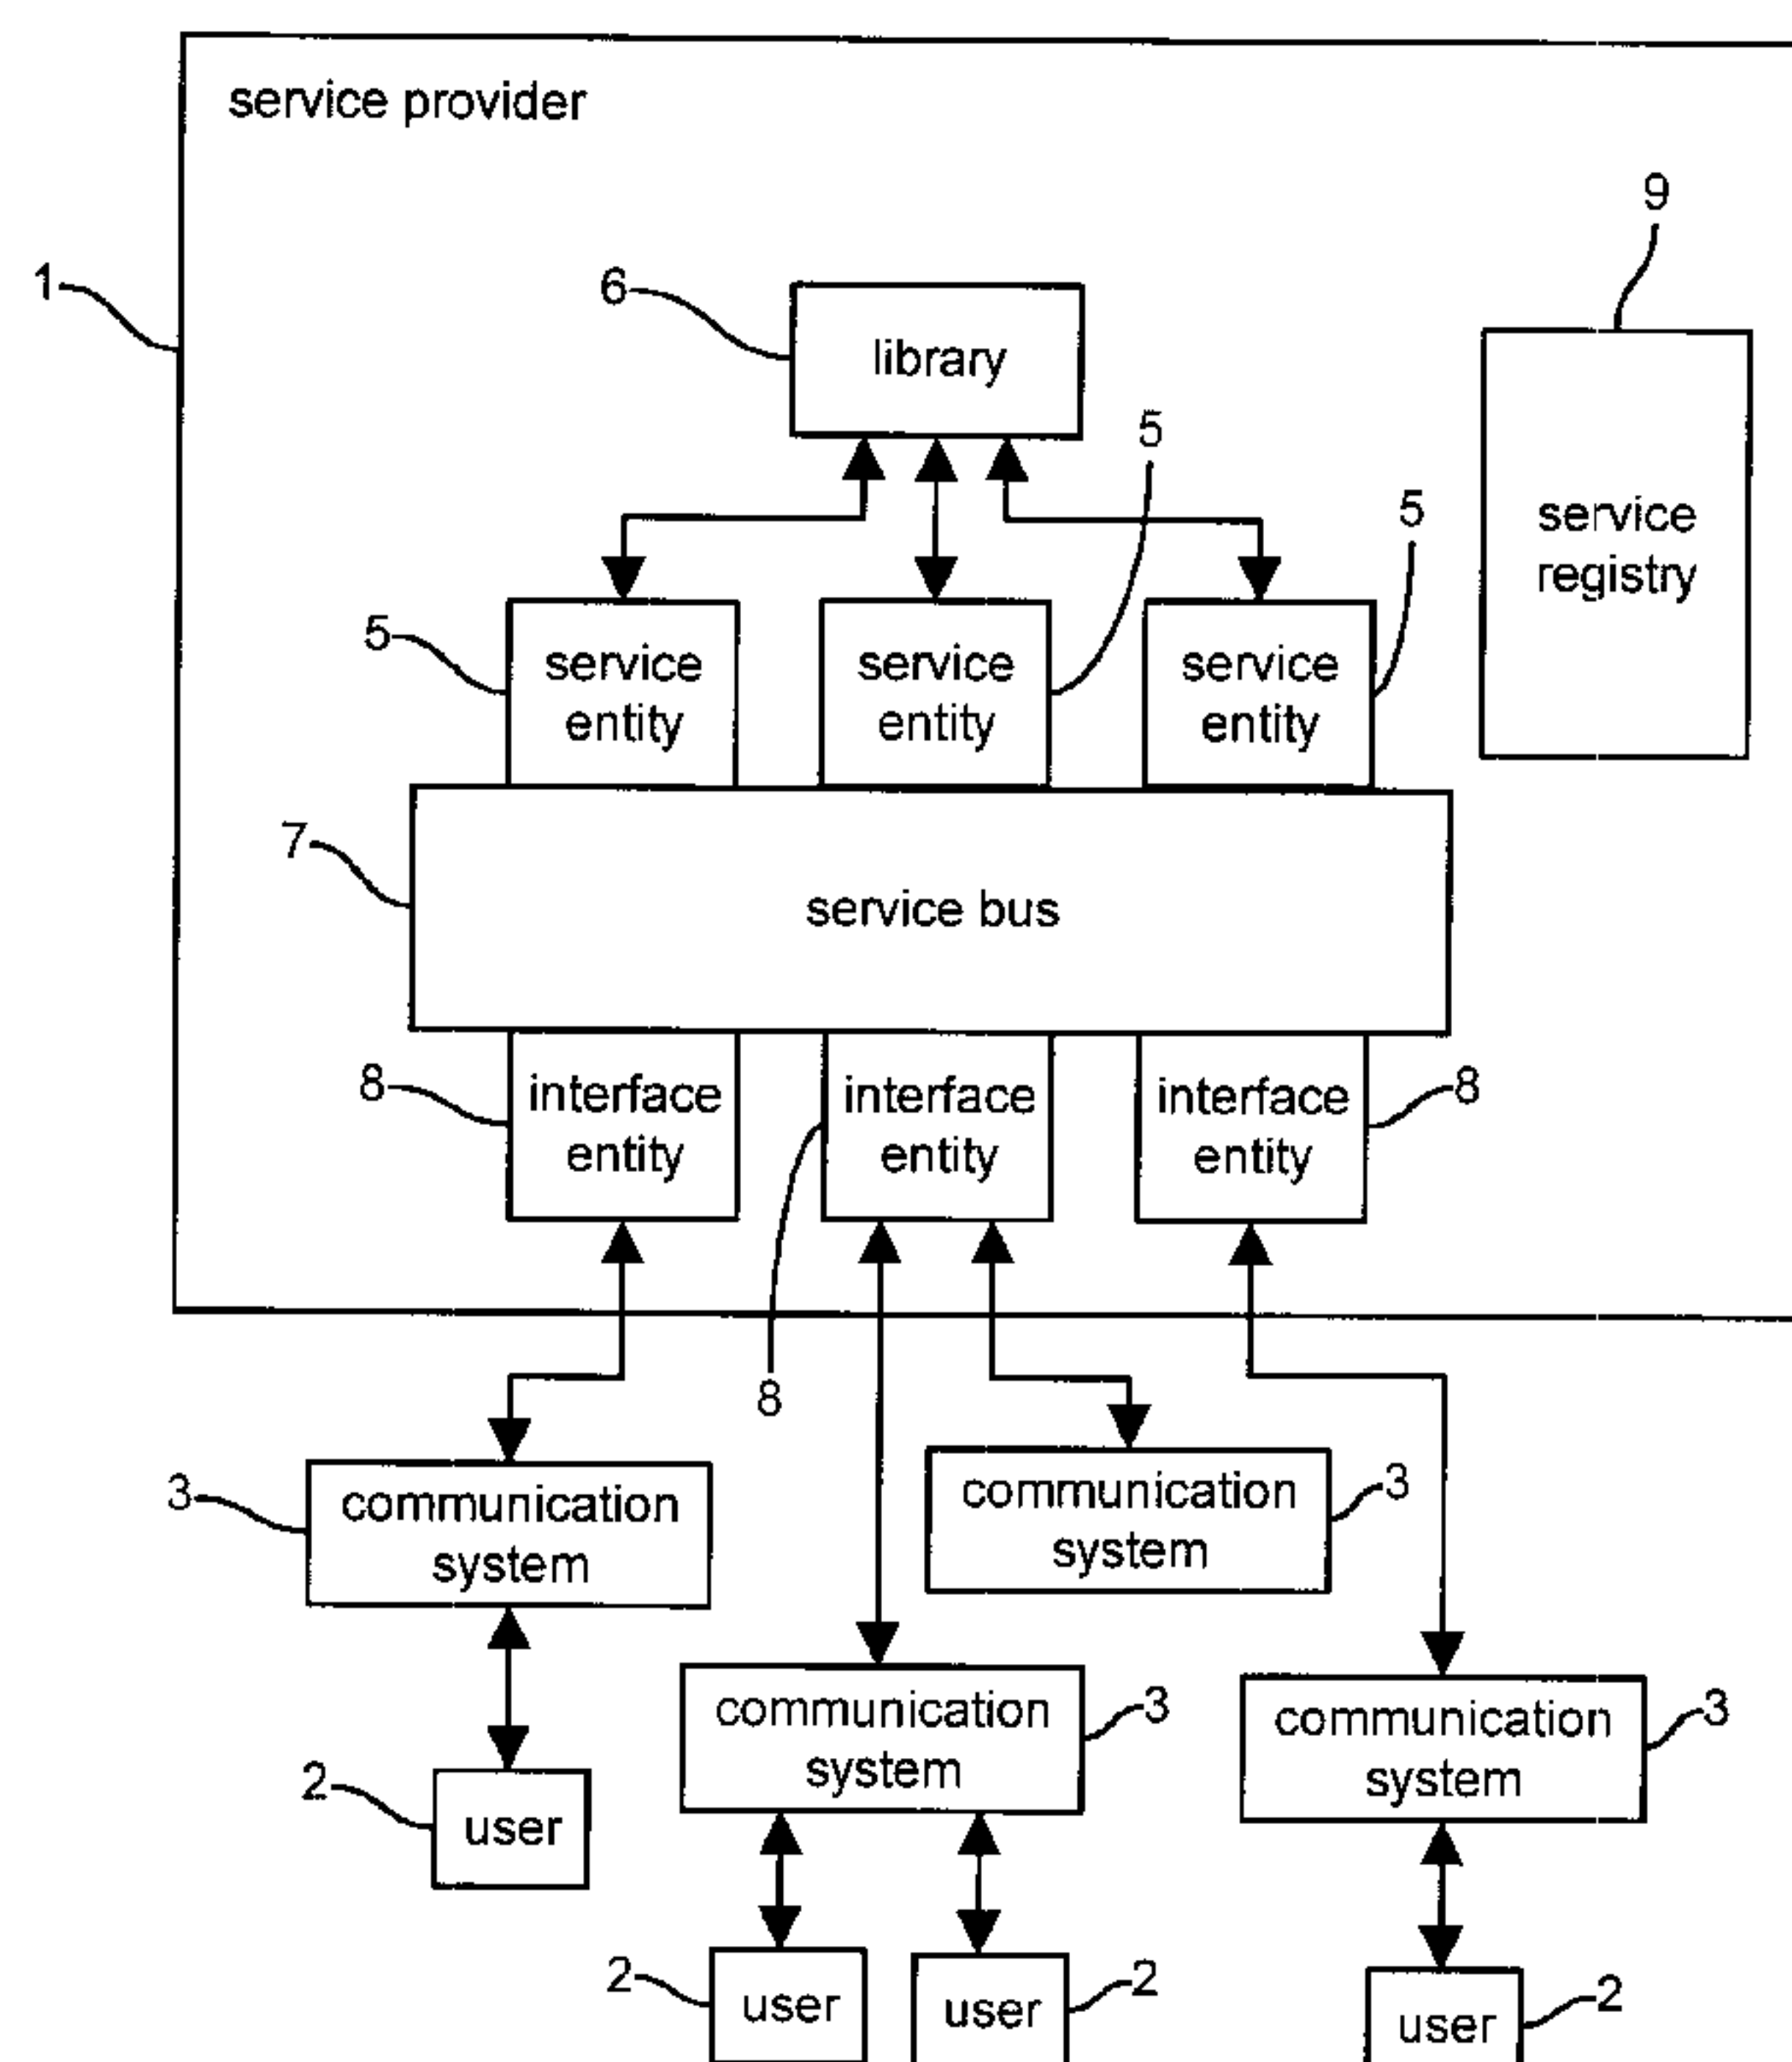 service provider
9
1
6
library
5
5
service
registry
5
service
entity
service
entity
service
entity
7
service bus
8
interface
entity
interface
entity
interface
entity
8
8
3
communication
system
communication
system
3
communication
system
3
communication
system
3
2
user
2
user
user
2
user
2